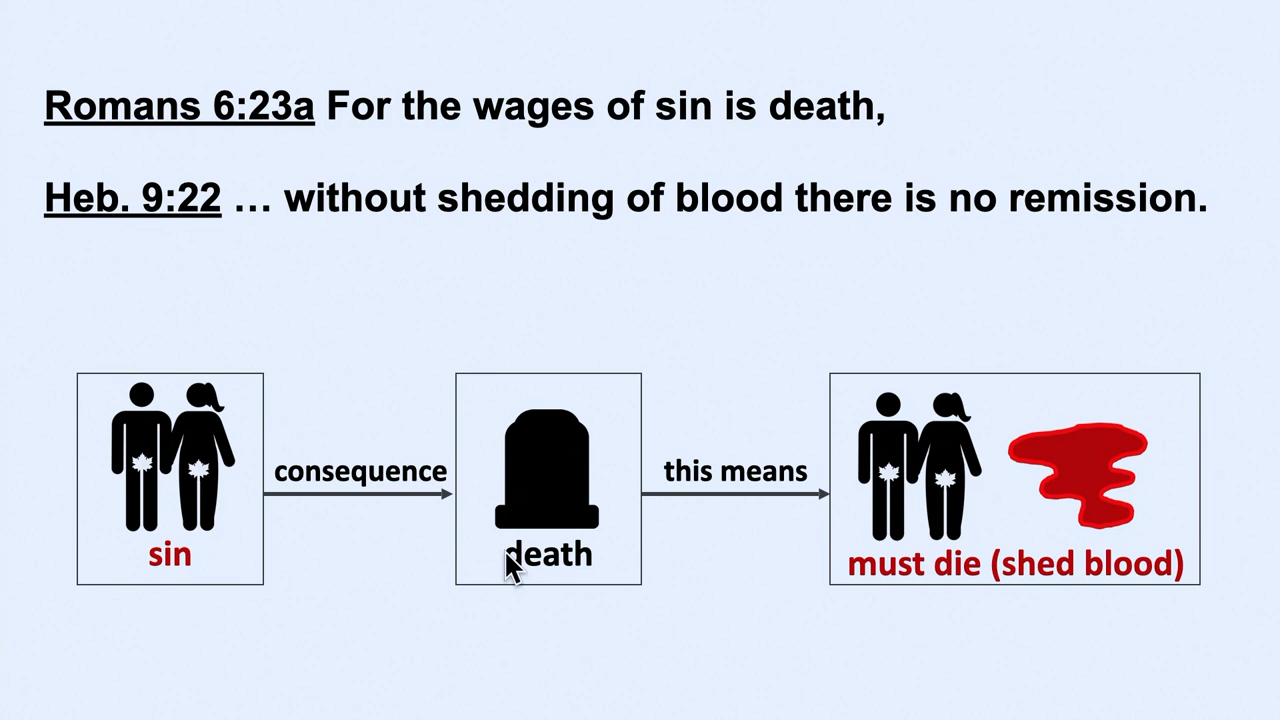 Romans 6:23a For the wages of sin is death,
Heb. 9:22 … without shedding of blood there is no remission.
consequence
this means
sin
death
must die (shed blood)